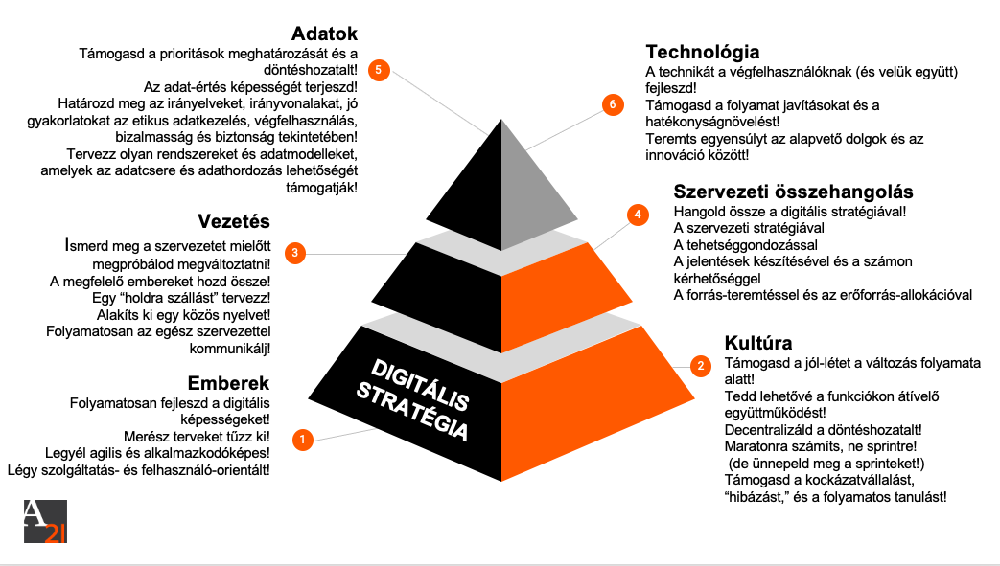 Adatok
Támogasd a prioritások meghatározását és a
döntéshozatalt!
Az adat-értés képességét terjeszd!
Határozd meg az irányelveket, irányvonalakat, jó
gyakorlatokat az etikus adatkezelés, végfelhasználás,
bizalmasság és biztonság tekintetében!
Tervezz olyan rendszereket és adatmodelleket,
amelyek az adatcsere és adathordozás lehetőségét
támogatják!
5
Technológia
A technikát a végfelhasználóknak (és velük együtt)
fejleszd!
Támogasd a folyamat javításokat és a
hatékonyságnövelést!
Teremts egyensúlyt az alapvető dolgok és az
innováció között!
6
Vezetés
Ismerd meg a szervezetet mielőtt
megpróbálod megváltoztatni!
A megfelelő embereket hozd össze!
Egy “holdra szállást” tervezz!
Alakíts ki egy közös nyelvet!
Folyamatosan az egész szervezettel
kommunikálj!
3
Szervezeti összehangolás
Hangold össze a digitális stratégiával!
A szervezeti stratégiával
A tehetséggondozással
A jelentések készítésével és a számon
kérhetőséggel
A forrás-teremtéssel és az erőforrás-allokációval
4
Emberek
Folyamatosan fejleszd a digitális
képességeket!
Merész terveket tűzz ki!
Legyél agilis és alkalmazkodóképes!
Légy szolgáltatás- és felhasználó-orientált!
1
DIGITÁLIS
STRATÉGIA
Kultúra
Támogasd a jól-létet a változás folyamata
alatt!
Tedd lehetővé a funkciókon átívelő
együttműködést!
Decentralizáld a döntéshozatalt!
Maratonra számíts, ne sprintre!
(de ünnepeld meg a sprinteket!)
Támogasd a kockázatvállalást,
“hibázást,” és a folyamatos tanulást!
2
A
21